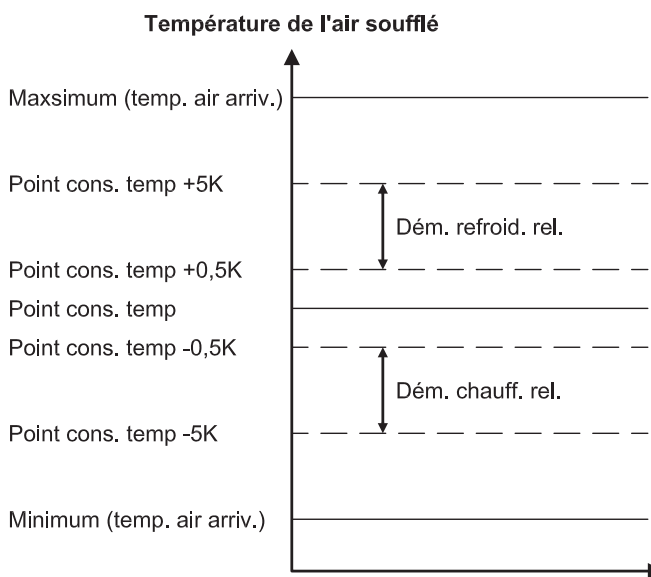 Température de l'air soufflé
Maxsimum (temp. air arriv.)
Point cons. temp +5K
Dém. refroid. rel.
Point cons. temp +0,5K
Point cons. temp
Point cons. temp -0,5K
Dém. chauff. rel.
Point cons. temp -5K
Minimum (temp. air arriv.)